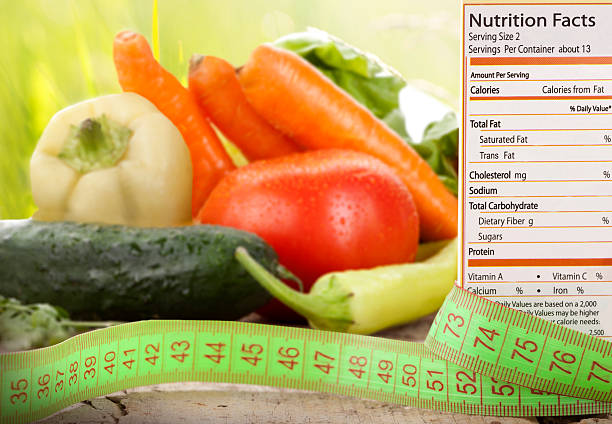 Nutrition Facts
Serving Size 2
Servings Per Container about 13
Amount Per Serving
Calories Calories from Fat
% Daily Value*
Total Fat
Saturated Fat %
Trans Fat
Cholesterol mg %
Sodium
Total Carbohydrate
Dietary Fiber g %
Sugars
Protein
Vitamin A • Vitamin C %
Calcium % • Iron %
Daily Values are based on a 2,000
Daily Values may be higher
calorie needs:
2,500
35 36 37 38 39 40 41 42 43 44 45 46 47 48 49 50 51 52 53 54 55 56
73 74 75 76 77